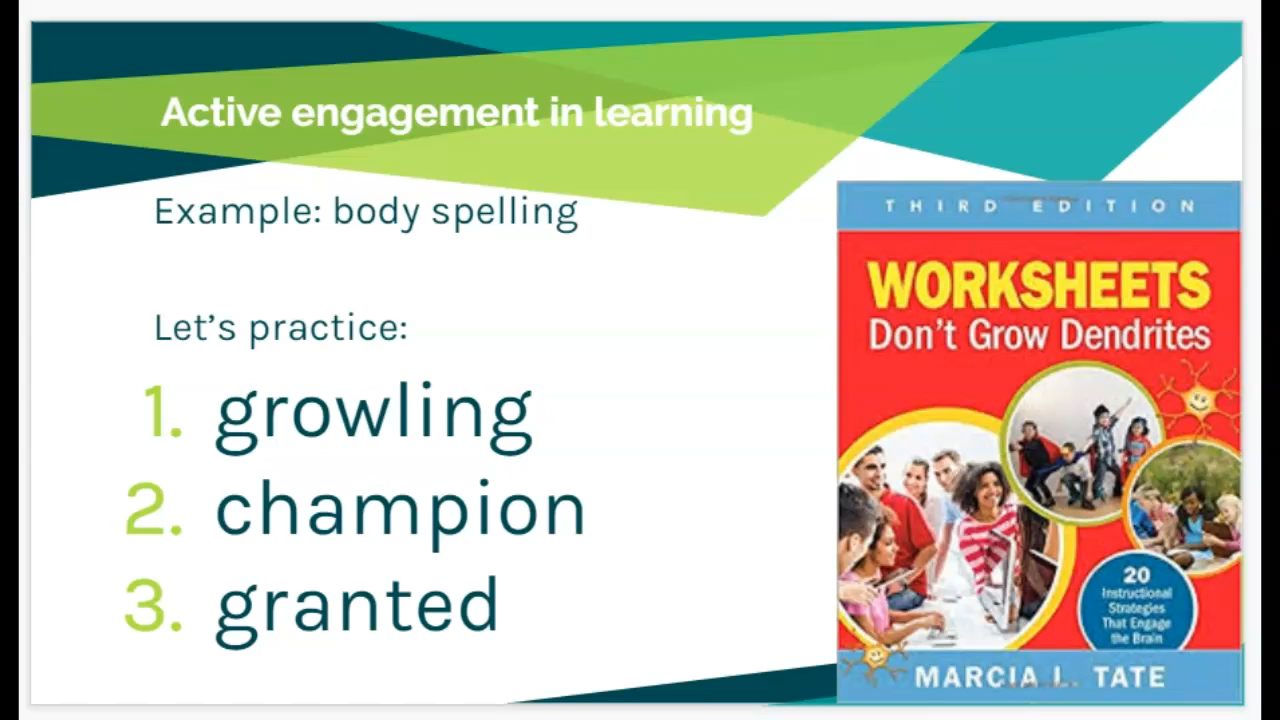 Active engagement in learning
Example: body spelling
Let’s practice:
1. growling
2. champion
3. granted
THIRD EDITION
WORKSHEETS
Don't Grow Dendrites
20
Instructional
Strategies
That Engage
the Brain
MARCIA L. TATE